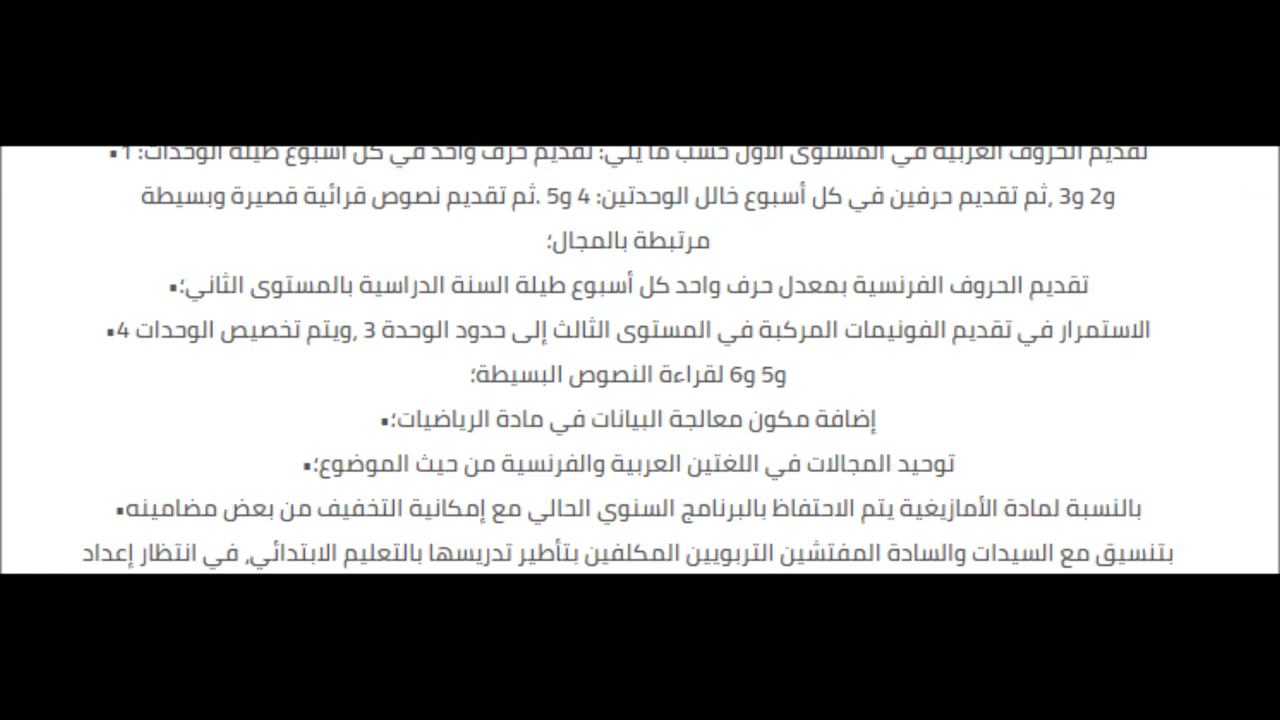 تقديم الحروف العربية في المستوى الأول حسب ما يلي: تقديم حرف واحد في كل أسبوع طيلة الوحدات: 1▪
و2 و3 ,ثم تقديم حرفين في كل أسبوع خالل الوحدتين: 4 و5 .ثم تقديم نصوص قرائية قصيرة وبسيطة
مرتبطة بالمجال؛
تقديم الحروف الفرنسية بمعدل حرف واحد كل أسبوع طيلة السنة الدراسية بالمستوى الثاني؛▪
الاستمرار في تقديم الفونيمات المركبة في المستوى الثالث إلى حدود الوحدة 3 ,ويتم تخصيص الوحدات 4▪
و5 و6 لقراءة النصوص البسيطة؛
إضافة مكون معالجة البيانات في مادة الرياضيات؛▪
توحيد المجالات في اللغتين العربية والفرنسية من حيث الموضوع؛▪
بالنسبة لمادة الأمازيغية يتم الاحتفاظ بالبرنامج السنوي الحالي مع إمكانية التخفيف من بعض مضامينه▪
بتنسيق مع السيدات والسادة المفتشين التربويين المكلفين بتأطير تدريسها بالتعليم الابتدائي, في انتظار إعداد